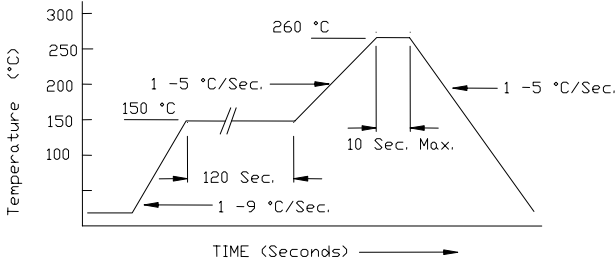 300
260 °C
250
200
1 -5 °C/Sec.
1 -5 °C/Sec.
150 °C
150
10 Sec. Max.
100
120 Sec.
1 -9 °C/Sec.
Temperature (°C)
TIME (Seconds)